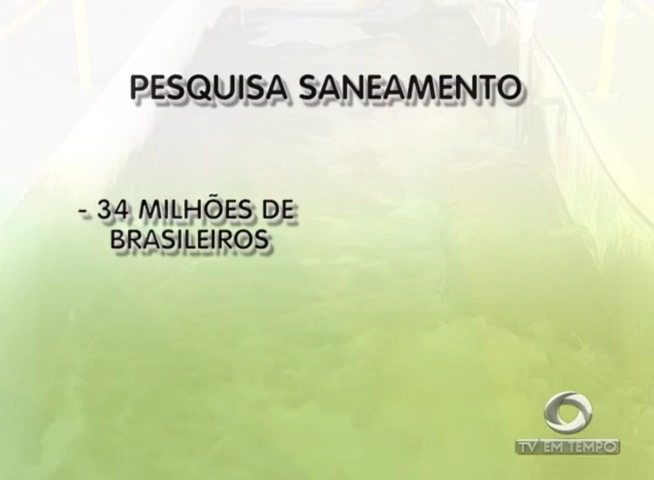 PESQUISA SANEAMENTO
- 34 MILHÕES DE
BRASILEIROS
TV EM TEMPO